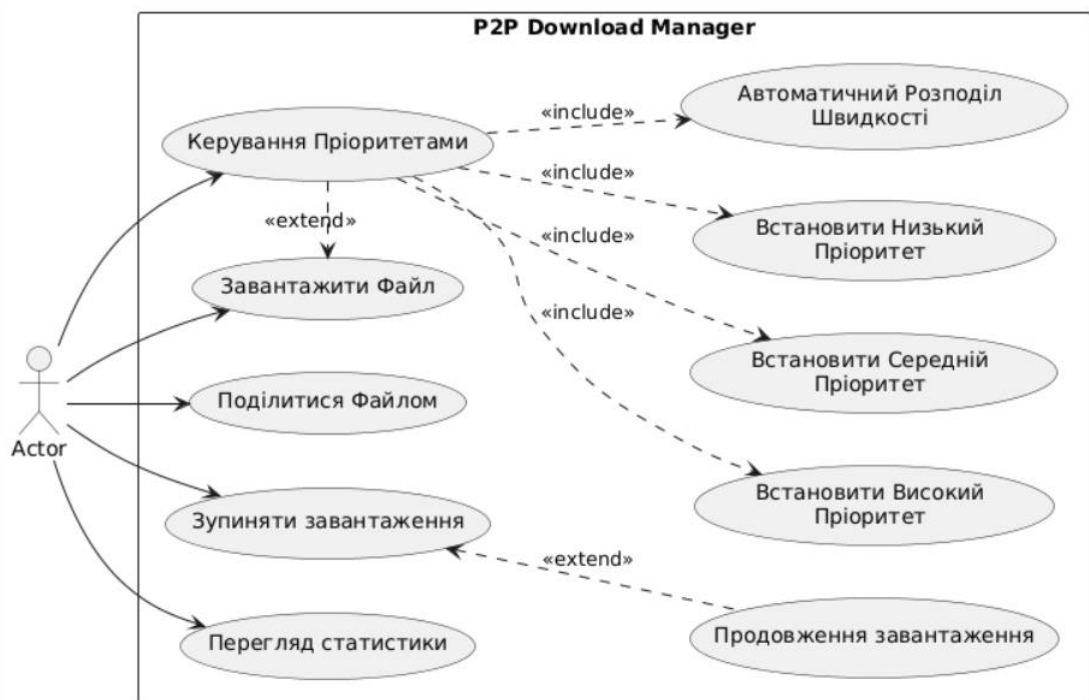 P2P Download Manager
Автоматичний Розподіл
Швидкості
«include»
Керування Пріоритетами
«include»
Встановити Низький
Пріоритет
«extend»
«include»
Завантажити Файл
«include»
Встановити Середній
Пріоритет
Поділитися Файлом
Actor
Встановити Високий
Пріоритет
Зупиняти завантаження
«extend»
Продовження завантаження
Перегляд статистики